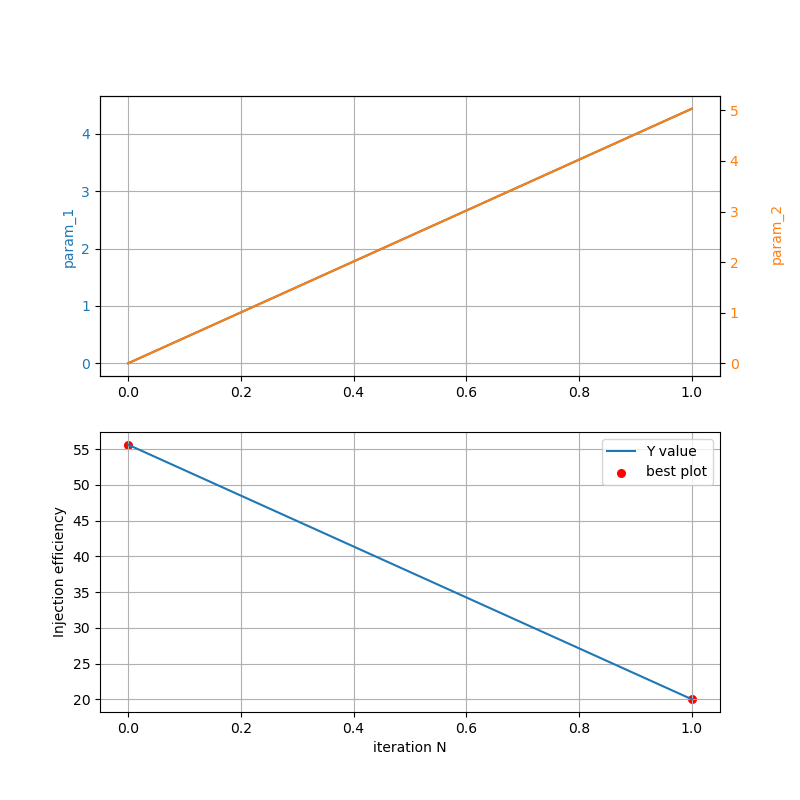 4
3
2
1
0
param_1
5
4
3
2
1
0
param_2
0.0 0.2 0.4 0.6 0.8 1.0
55
50
45
40
35
30
25
20
Injection efficiency
Y value
best plot
0.0 0.2 0.4 0.6 0.8 1.0
iteration N